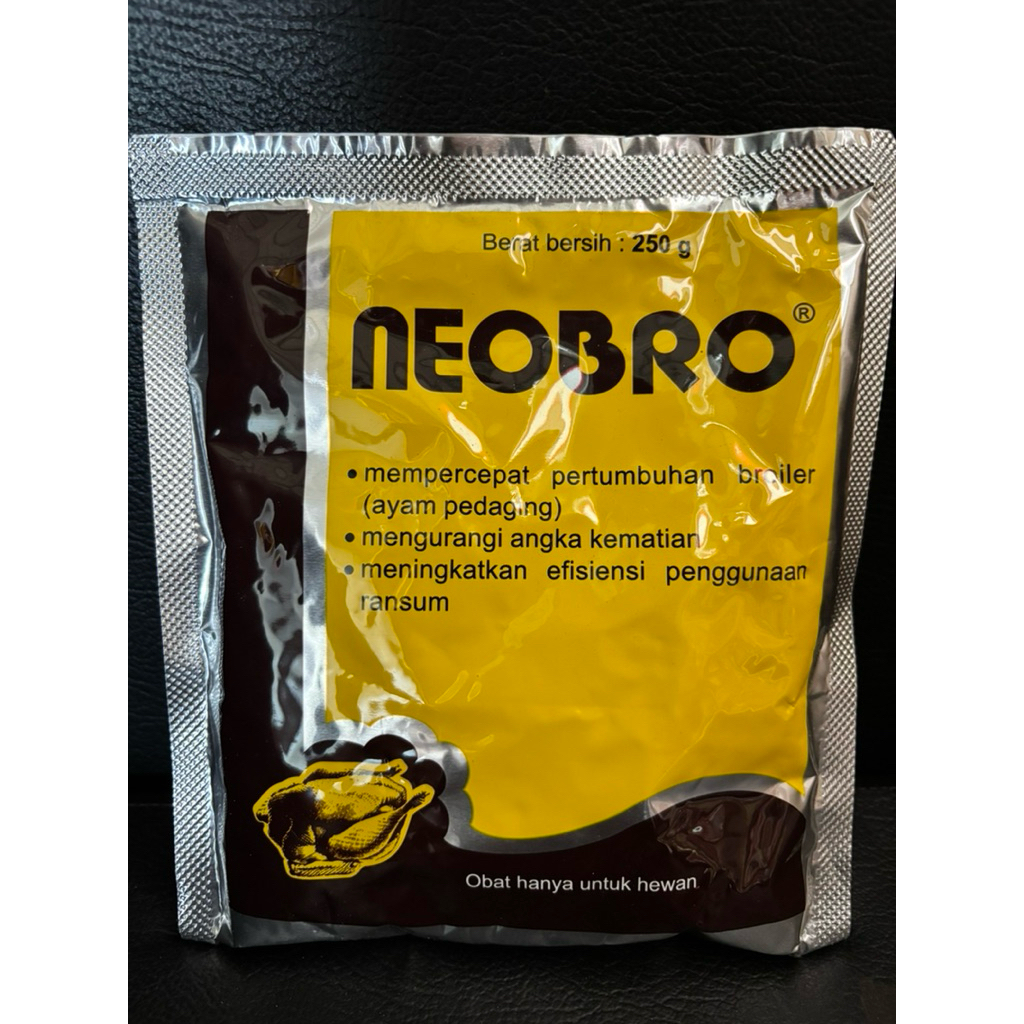 Berat bersih : 250 g
NEOBRO®
• mempercepat pertumbuhan broiler
(ayam pedaging)
• mengurangi angka kematian
• meningkatkan efisiensi penggunaan
ransum
Obat hanya untuk hewan